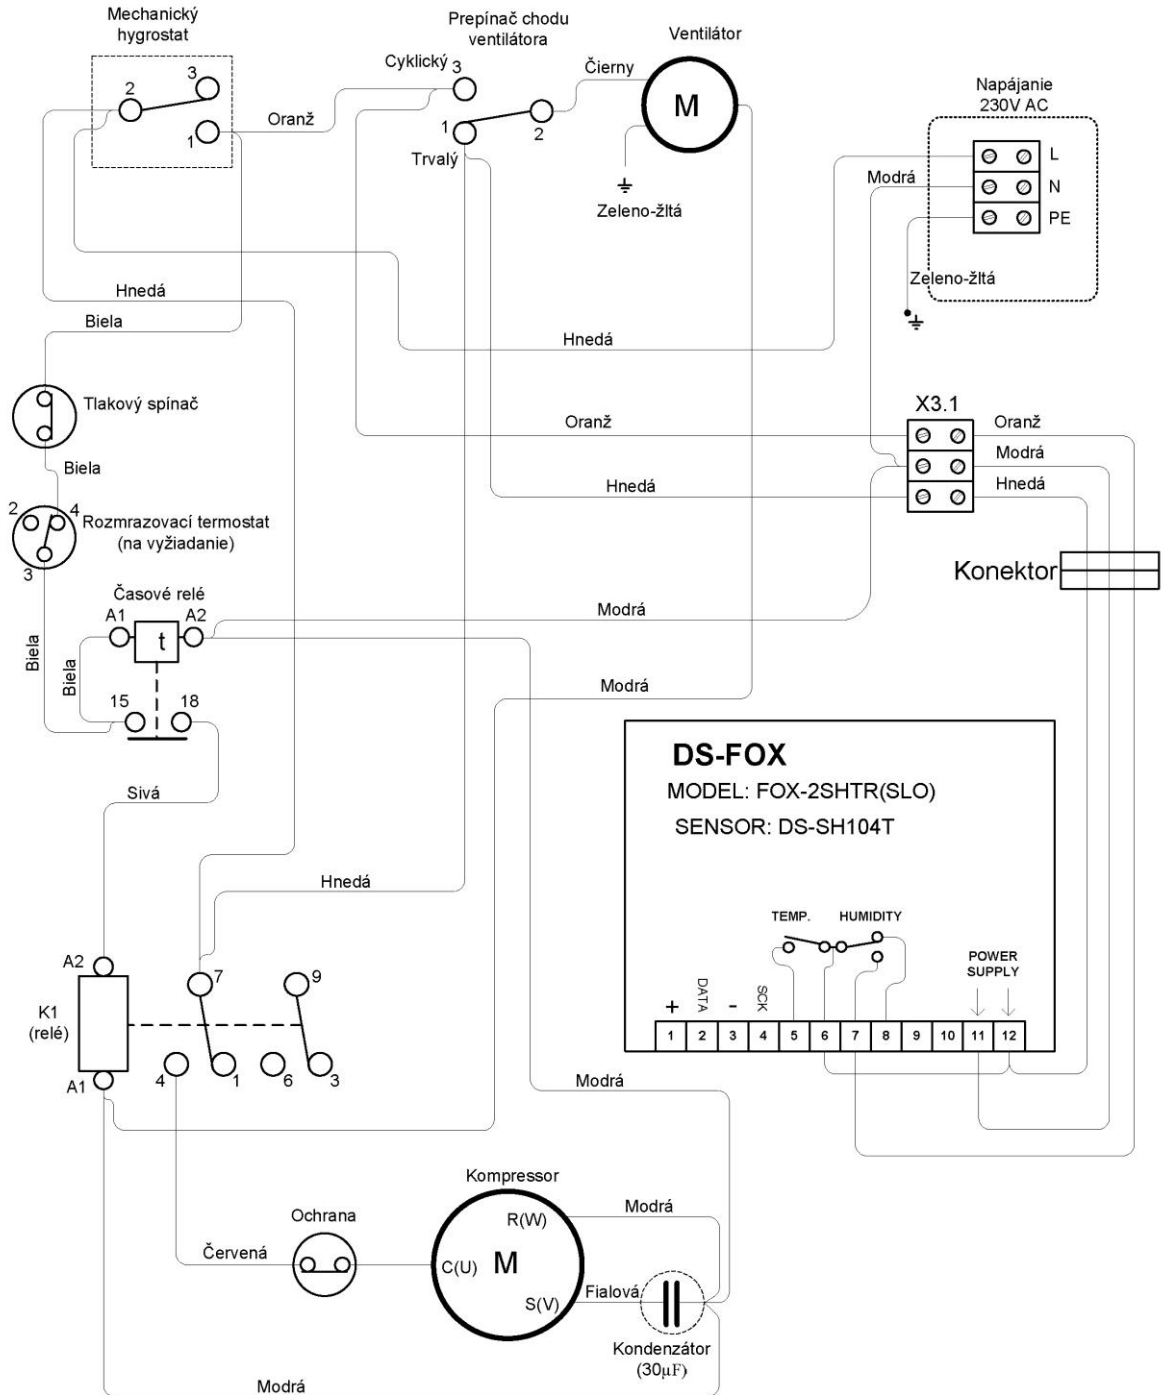 Mechanický
hygrostat
Prepínač chodu
ventilátora
Ventilátor
Napájanie
230V AC
Cyklický
3
3
2
1
Oranž
Čierny
M
1
2
Trvalý
Zeleno-žltá
Modrá
L
N
PE
Zeleno-žltá
Hnedá
Biela
Hnedá
Tlakový spínač
X3.1
Oranž
Oranž
Modrá
Biela
Hnedá
Hnedá
2
4
Rozmrazovací termostat
(na vyžiadanie)
3
Konektor
Časové relé
A1
A2
t
Modrá
Biela
Biela
Modrá
15
18
Sivá
DS-FOX
MODEL: FOX-2SHTR(SLO)
SENSOR: DS-SH104T
Hnedá
TEMP.
HUMIDITY
POWER
SUPPLY
+
DATA
-
SCK
1
2
3
4
5
6
7
8
9
10
11
12
A2
K1
(relé)
A1
7
9
4
1
6
3
Modrá
Kompressor
Ochrana
Modrá
R(W)
Červená
C(U)
M
S(V)
Fialová
Kondenzátor
(30µF)
Modrá